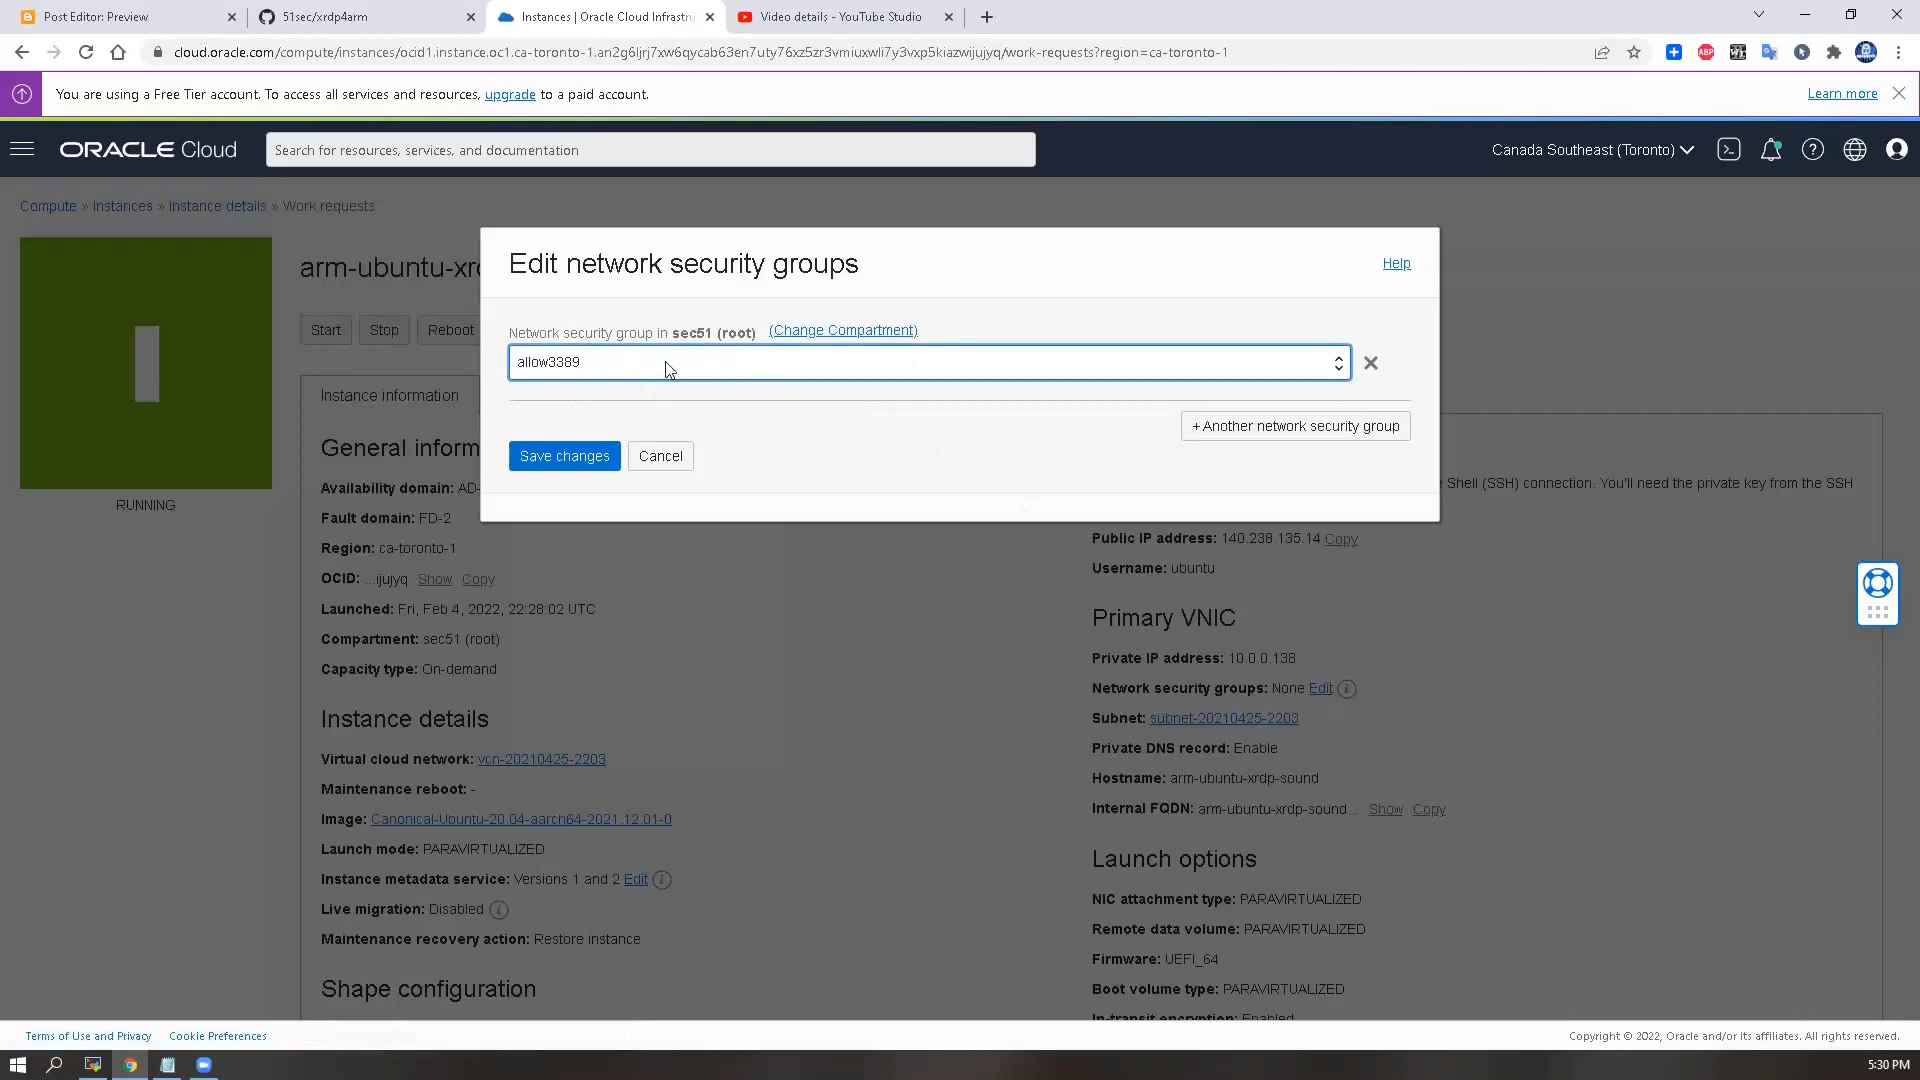 Post Editor: Preview
51sec/xrdp4arm
Instances | Oracle Cloud Infrastru
Video details - YouTube Studio
cloud.oracle.com/compute/instances/ocid1.instance.oc1.ca-toronto-1.an2g6ljrj7xw6qycab63en7uty76xz5zr3vmiuxwli7y3vxp5kiazwijujyq/work-requests?region=ca-toronto-1
ABP
You are using a Free Tier account. To access all services and resources, upgrade to a paid account.
Learn more
ORACLE Cloud
Search for resources, services, and documentation
Canada Southeast (Toronto)
Compute » Instances » Instance details » Work requests
arm-ubuntu-xr
Edit network security groups
Help
Network security group in sec51 (root) (Change Compartment)
allow3389
+ Another network security group
Save changes
Cancel
Start
Stop
Reboot
RUNNING
Instance information
General inform
Availability domain: AD-
Fault domain: FD-2
Region: ca-toronto-1
OCID: ...ijujyq Show Copy
Launched: Fri, Feb 4, 2022, 22:28:02 UTC
Compartment: sec51 (root)
Capacity type: On-demand
Instance details
Virtual cloud network: vcn-20210425-2203
Maintenance reboot: -
Image: Canonical-Ubuntu-20.04-aarch64-2021.12.01-0
Launch mode: PARAVIRTUALIZED
Instance metadata service: Versions 1 and 2 Edit
Live migration: Disabled
Maintenance recovery action: Restore instance
Shape configuration
Shell (SSH) connection. You'll need the private key from the SSH
Public IP address: 140.238.135.14 Copy
Username: ubuntu
Primary VNIC
Private IP address: 10.0.0.138
Network security groups: None Edit
Subnet: subnet-20210425-2203
Private DNS record: Enable
Hostname: arm-ubuntu-xrdp-sound
Internal FQDN: arm-ubuntu-xrdp-sound... Show Copy
Launch options
NIC attachment type: PARAVIRTUALIZED
Remote data volume: PARAVIRTUALIZED
Firmware: UEFI_64
Boot volume type: PARAVIRTUALIZED
In-transit encryption: Enabled
Terms of Use and Privacy
Cookie Preferences
Copyright © 2022, Oracle and/or its affiliates. All rights reserved.
5:30 PM